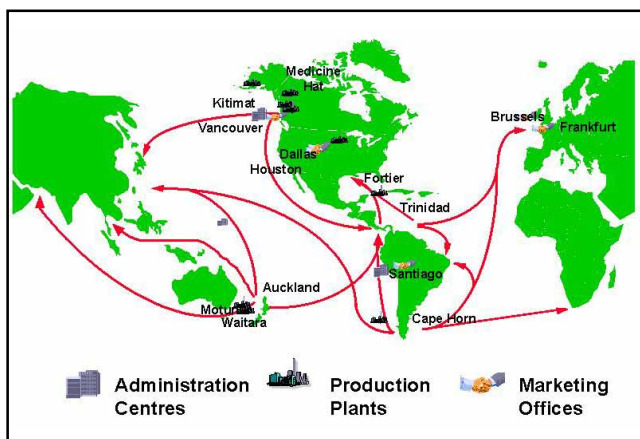 Medicine
Hat
Kitimat
Vancouver
Brussels
Frankfurt
Dallas
Houston
Fortier
Trinidad
Santiago
Auckland
Motun
Waitara
Cape Horn
Administration
Centres
Production
Plants
Marketing
Offices